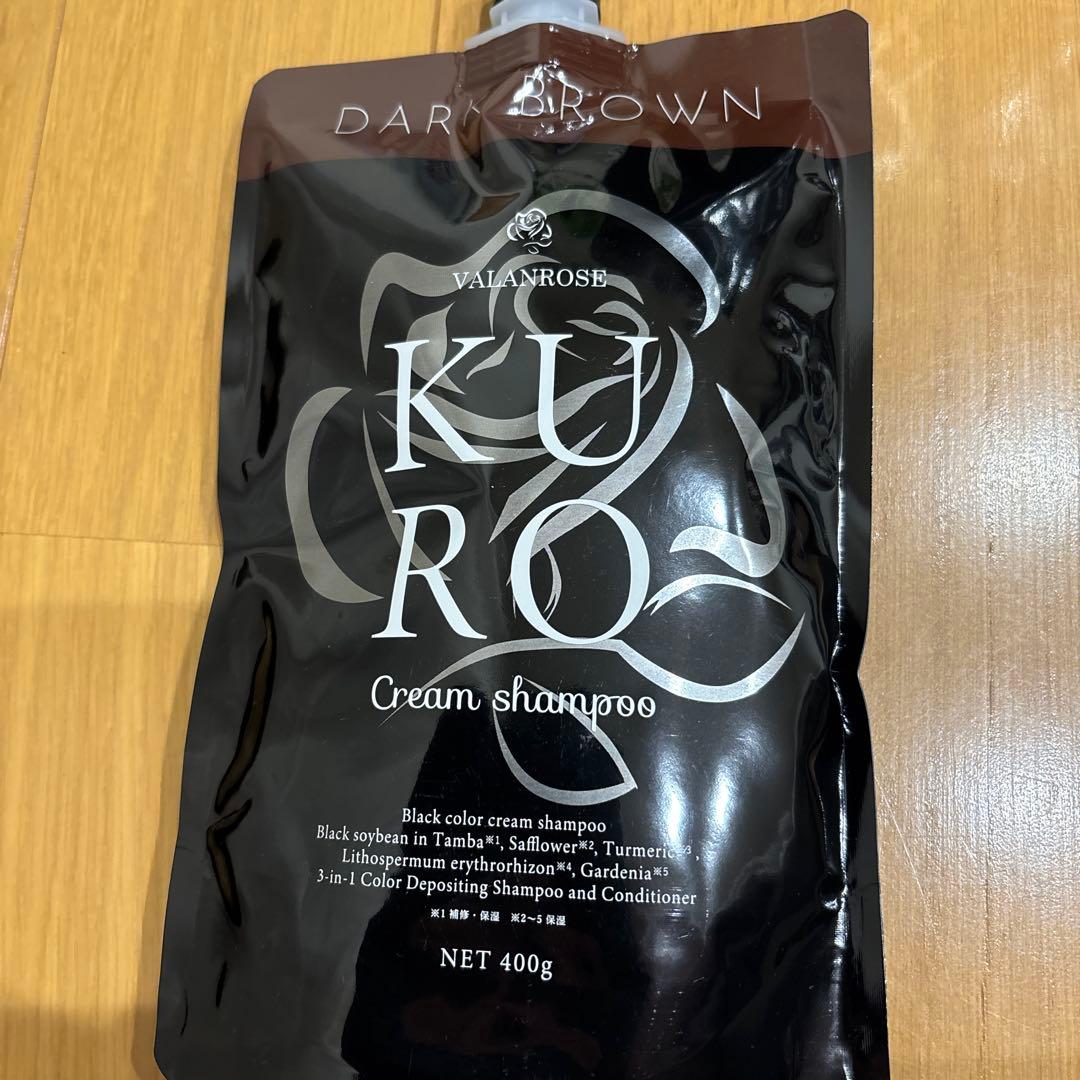 DARK BROWN
VALANROSE
KU
RO
Cream shampoo
Black color cream shampoo
Black soybean in Tamba※1, Safflower※2, Turmeric※3,
Lithospermum erythrorhizon※4, Gardenia※5
3-in-1 Color Depositing Shampoo and Conditioner
※1 補修・保湿 ※2〜5 保湿
NET 400g